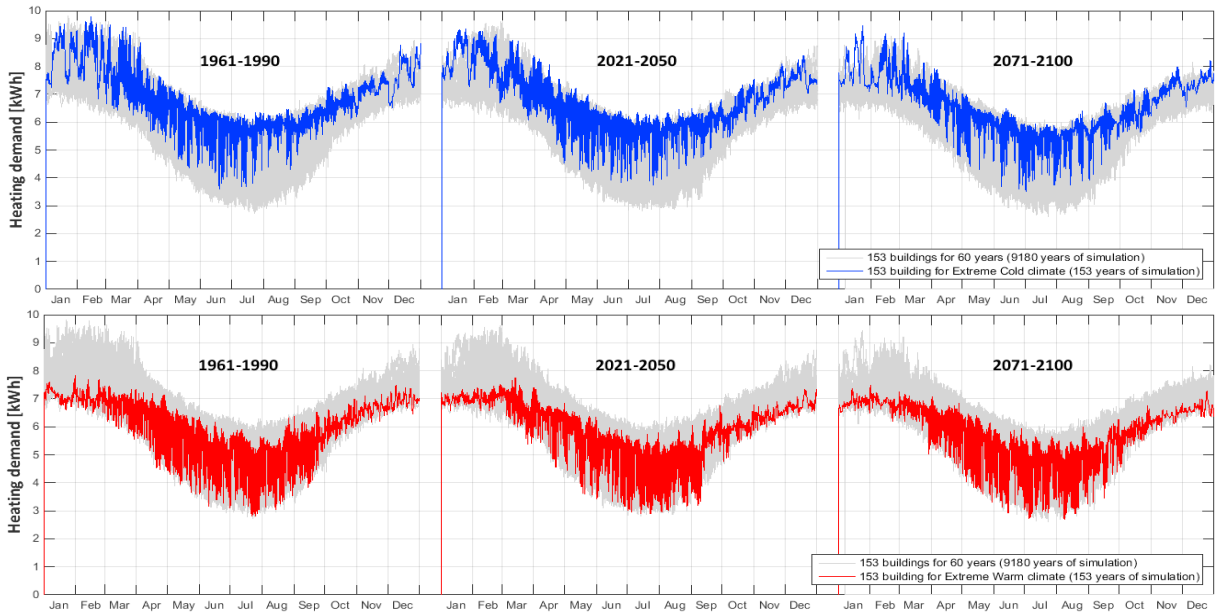 Heating demand [kWh]
10
9
8
7
6
5
4
3
2
1
0
1961-1990
2021-2050
2071-2100
153 buildings for 60 years (9180 years of simulation)
153 building for Extreme Cold climate (153 years of simulation)
Jan Feb Mar Apr May Jun Jul Aug Sep Oct Nov Dec
Jan Feb Mar Apr May Jun Jul Aug Sep Oct Nov Dec
Jan Feb Mar Apr May Jun Jul Aug Sep Oct Nov Dec
Heating demand [kWh]
10
9
8
7
6
5
4
3
2
1
0
1961-1990
2021-2050
2071-2100
153 buildings for 60 years (9180 years of simulation)
153 building for Extreme Warm climate (153 years of simulation)
Jan Feb Mar Apr May Jun Jul Aug Sep Oct Nov Dec
Jan Feb Mar Apr May Jun Jul Aug Sep Oct Nov Dec
Jan Feb Mar Apr May Jun Jul Aug Sep Oct Nov Dec